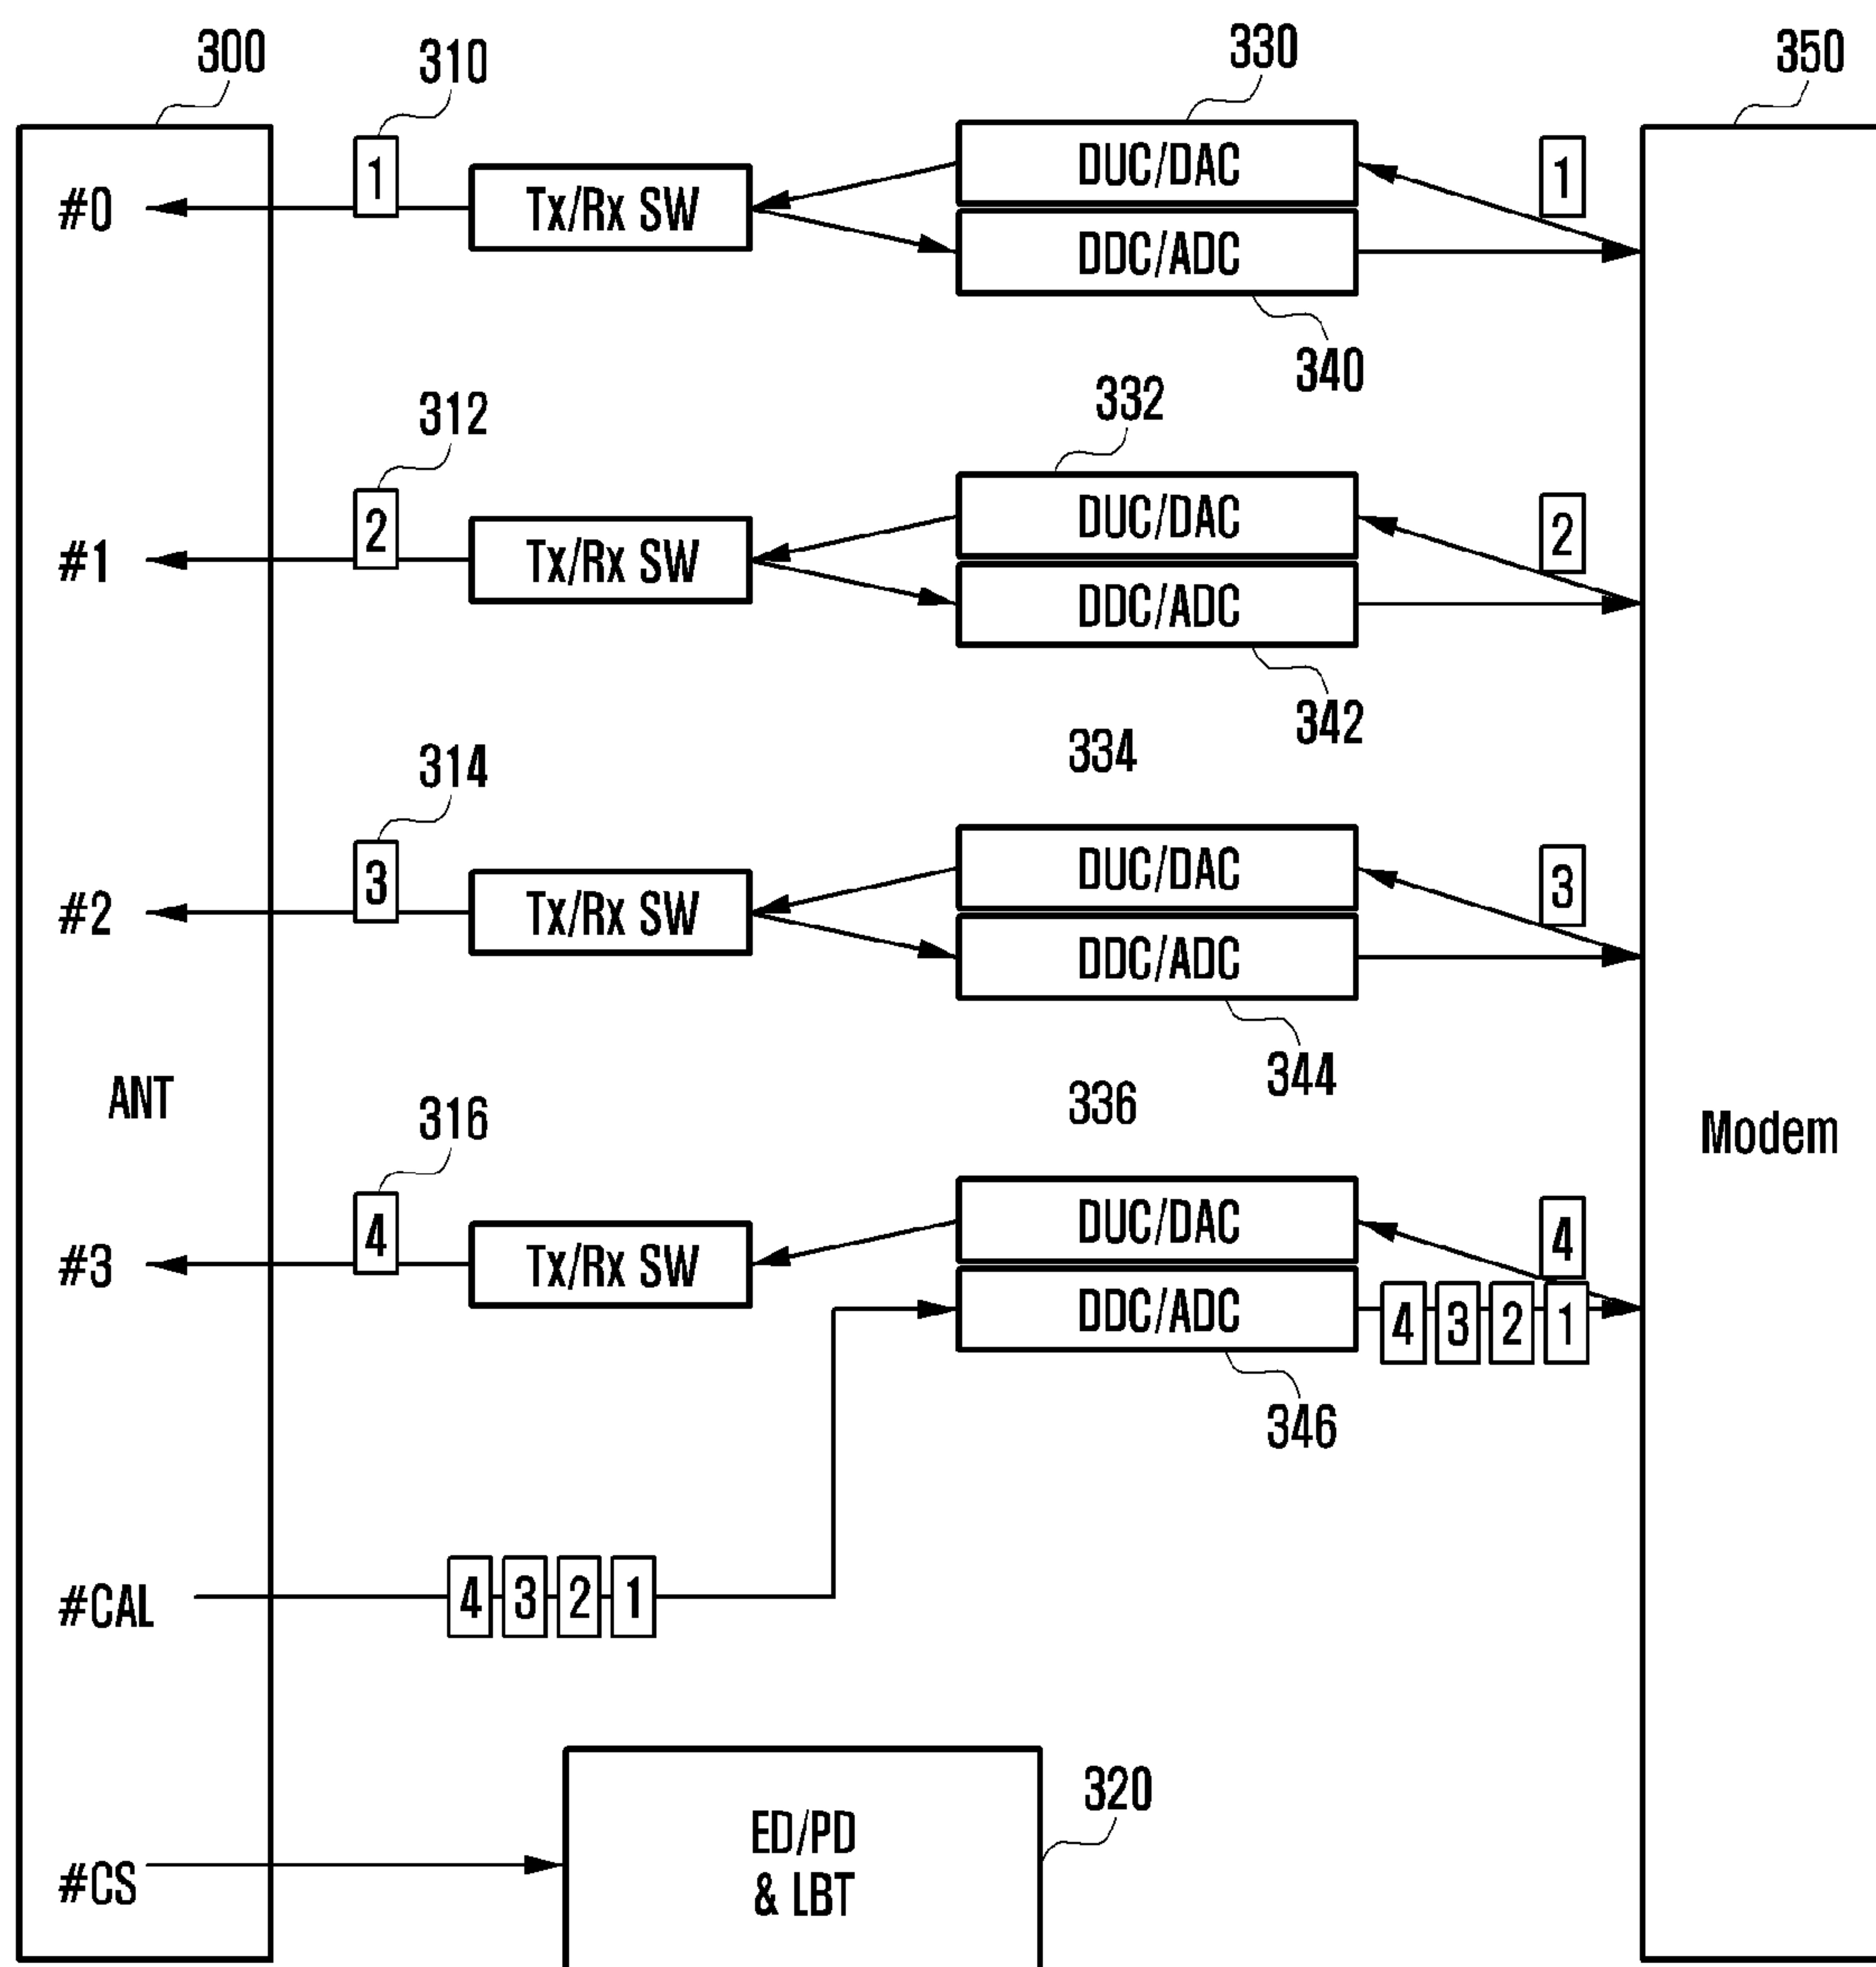 300
310
330
350
#0
1
Tx/Rx SW
DUC/DAC
1
DDC/ADC
340
312
332
#1
2
Tx/Rx SW
DUC/DAC
2
DDC/ADC
342
314
334
#2
3
Tx/Rx SW
DUC/DAC
3
DDC/ADC
344
ANT
316
336
Modem
#3
4
Tx/Rx SW
DUC/DAC
4
DDC/ADC
4 3 2 1
346
#CAL
4 3 2 1
#CS
ED/PD
& LBT
320